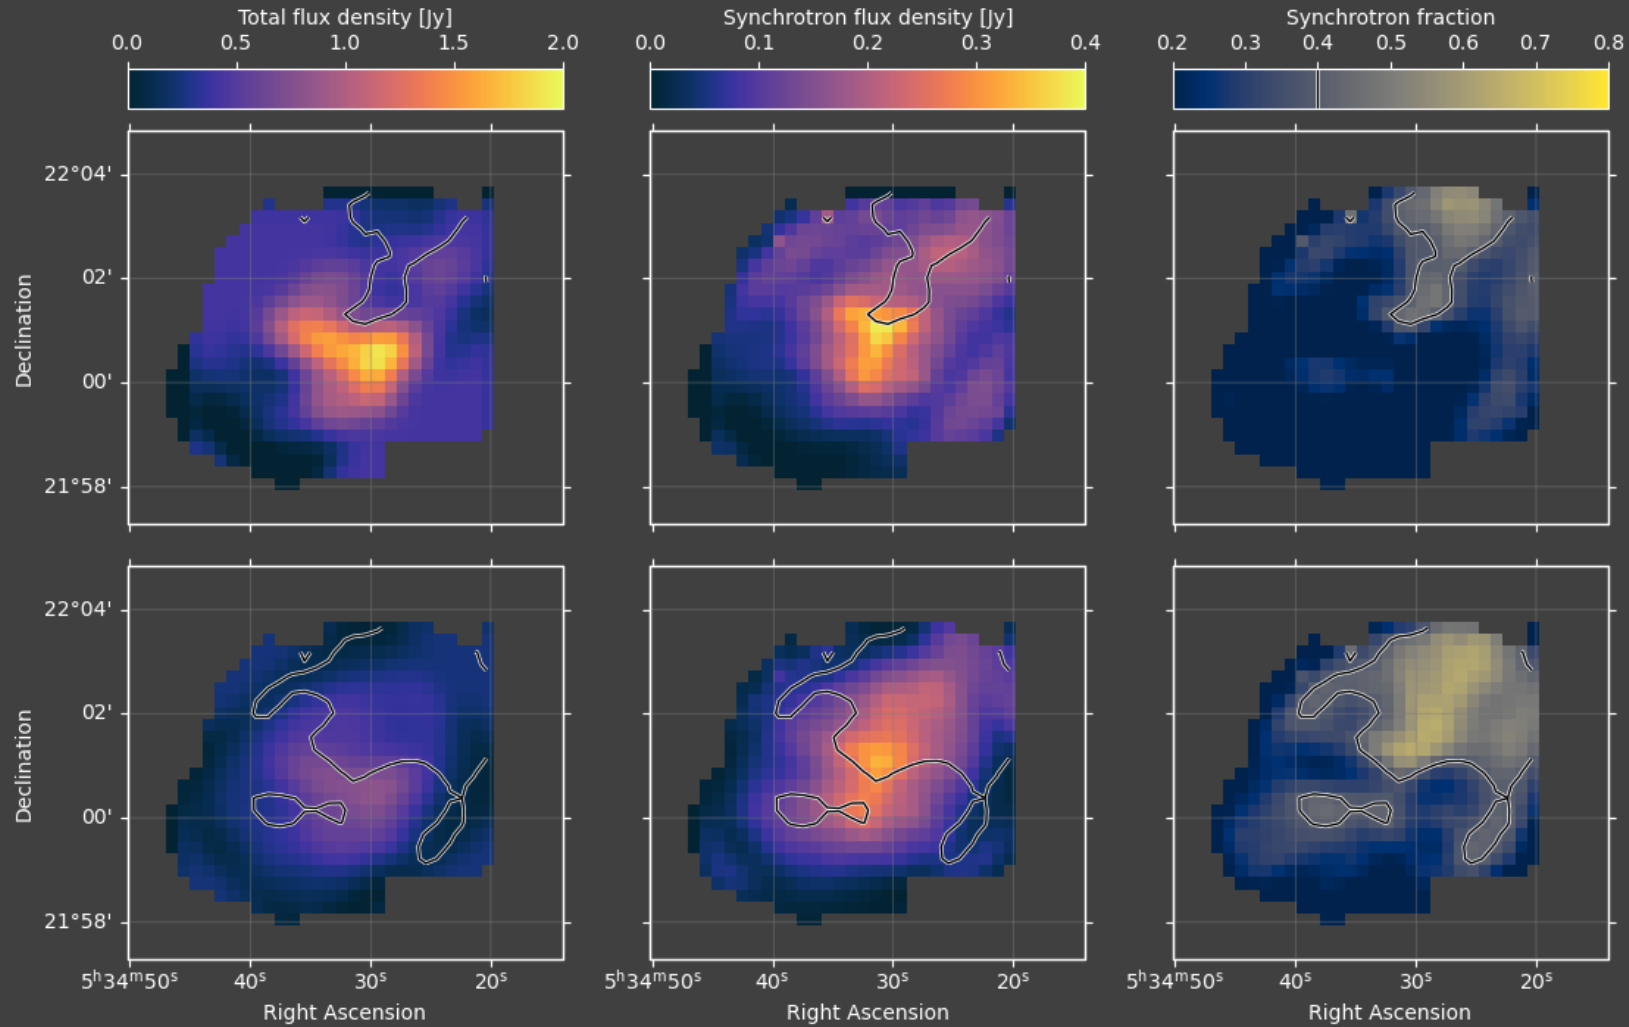 Total flux density [Jy] Synchrotron flux density [Jy] Synchrotron fraction
0.0 0.5 1.0 1.5 2.0 0.0 0.1 0.2 0.3 0.4 0.2 0.3 0.4 0.5 0.6 0.7 0.8
22°04'
02'
00'
21°58'
Declination
22°04'
02'
00'
21°58'
Declination
5ʰ34ᵐ50ˢ 40ˢ 30ˢ 20ˢ 5ʰ34ᵐ50ˢ 40ˢ 30ˢ 20ˢ 5ʰ34ᵐ50ˢ 40ˢ 30ˢ 20ˢ
Right Ascension Right Ascension Right Ascension